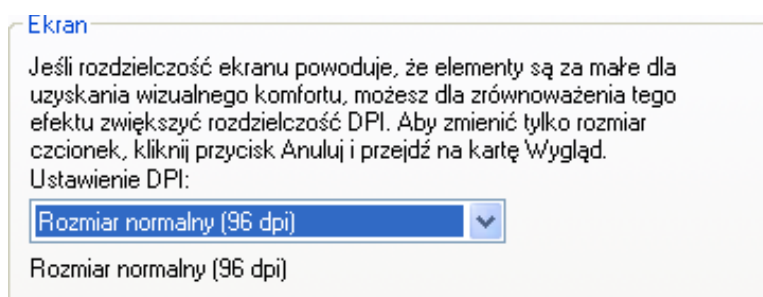 Ekran
Jeśli rozdzielczość ekranu powoduje, że elementy są za małe dla
uzyskania wizualnego komfortu, możesz dla zrównoważenia tego
efektu zwiększyć rozdzielczość DPI. Aby zmienić tylko rozmiar
czcionek, kliknij przycisk Anuluj i przejdź na kartę Wygląd.
Ustawienie DPI:
Rozmiar normalny (96 dpi)
Rozmiar normalny (96 dpi)